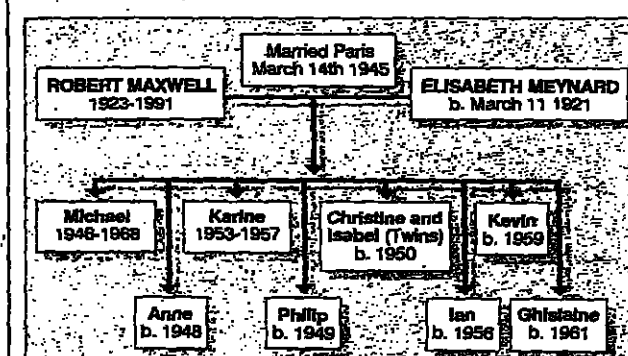 Married Paris
March 14th 1945
ROBERT MAXWELL
1923-1991
ELISABETH MEYNARD
b. March 11 1921
Michael
1946-1968
Karine
1953-1957
Christine and
Isabel (Twins)
b. 1950
Kevin
b. 1959
Anne
b. 1948
Philip
b. 1949
Ian
b. 1956
Ghislaine
b. 1961